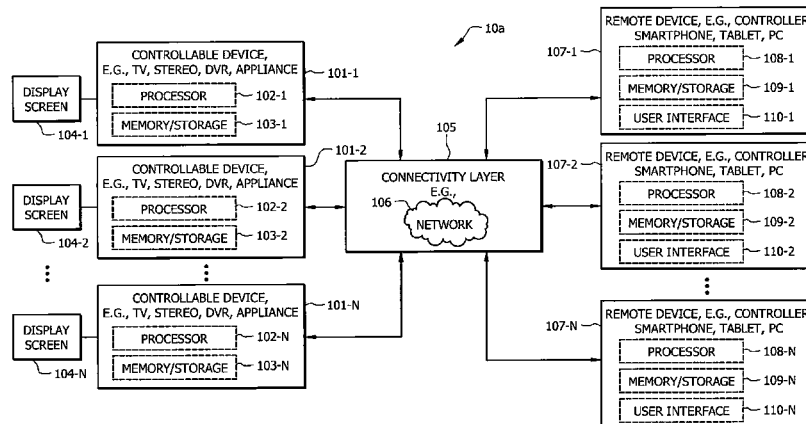 10a
CONTROLLABLE DEVICE,
E.G., TV, STEREO, DVR, APPLIANCE
101-1
PROCESSOR
102-1
MEMORY/STORAGE
103-1
DISPLAY
SCREEN
104-1
CONTROLLABLE DEVICE,
E.G., TV, STEREO, DVR, APPLIANCE
101-2
PROCESSOR
102-2
MEMORY/STORAGE
103-2
DISPLAY
SCREEN
104-2
CONTROLLABLE DEVICE,
E.G., TV, STEREO, DVR, APPLIANCE
101-N
PROCESSOR
102-N
MEMORY/STORAGE
103-N
DISPLAY
SCREEN
104-N
105
CONNECTIVITY LAYER
E.G.,
106
NETWORK
REMOTE DEVICE, E.G., CONTROLLER
SMARTPHONE, TABLET, PC
107-1
PROCESSOR
108-1
MEMORY/STORAGE
109-1
USER INTERFACE
110-1
REMOTE DEVICE, E.G., CONTROLLER
SMARTPHONE, TABLET, PC
107-2
PROCESSOR
108-2
MEMORY/STORAGE
109-2
USER INTERFACE
110-2
REMOTE DEVICE, E.G., CONTROLLER
SMARTPHONE, TABLET, PC
107-N
PROCESSOR
108-N
MEMORY/STORAGE
109-N
USER INTERFACE
110-N